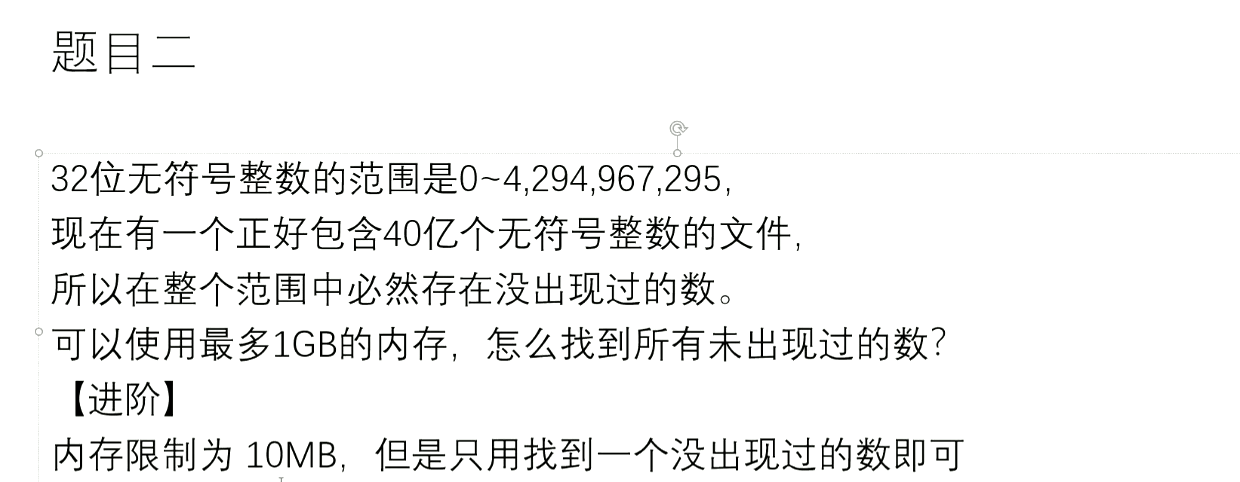 题目二
32位无符号整数的范围是0~4,294,967,295,
现在有一个正好包含40亿个无符号整数的文件,
所以在整个范围中必然存在没出现过的数。
可以使用最多1GB的内存，怎么找到所有未出现过的数？
【进阶】
内存限制为 10MB，但是只用找到一个没出现过的数即可